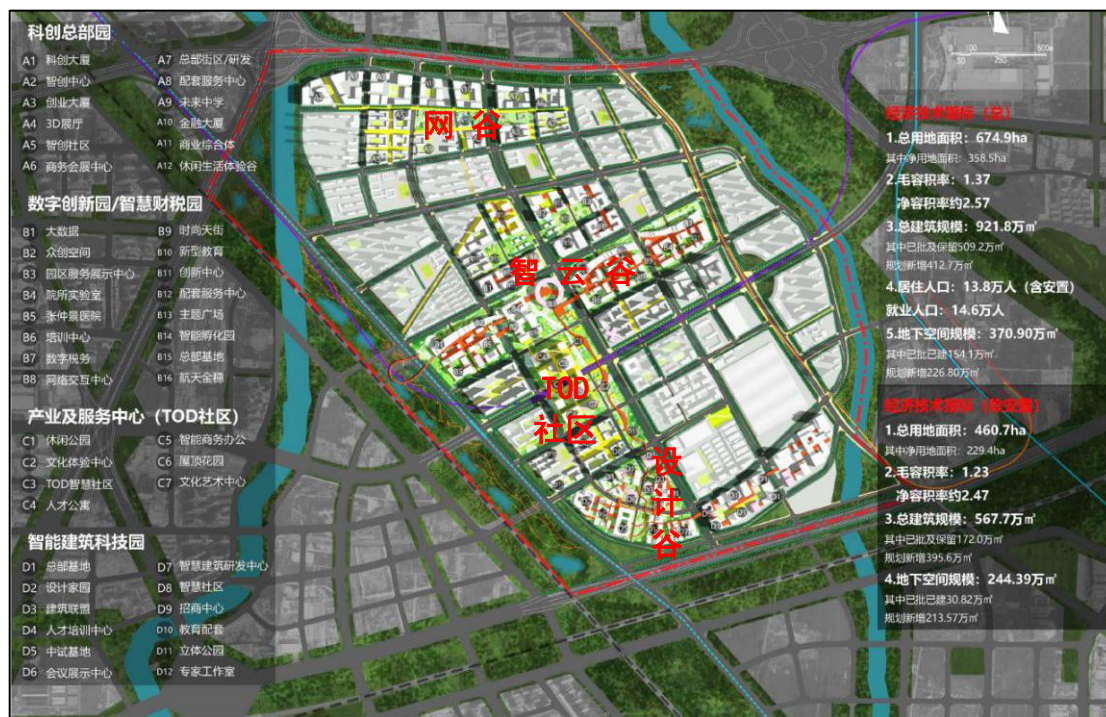 科创总部园
A1 科创大厦
A2 智创中心
A3 创业大厦
A4 3D展厅
A5 智创社区
A6 商务会展中心
A7 总部街区/研发
A8 配套服务中心
A9 未来中学
A10 金融大厦
A11 商业综合体
A12 休闲生活体验谷
数字创新园/智慧财税园
B1 大数据
B2 众创空间
B3 园区服务展示中心
B4 院所实验室
B5 张仲景医院
B6 培训中心
B7 数字税务
B8 网络交互中心
B9 时尚天街
B10 新型教育
B11 创新中心
B12 配套服务中心
B13 主题广场
B14 智能孵化园
B15 总部基地
B16 航天金穗
产业及服务中心（TOD社区）
C1 休闲公园
C2 文化体验中心
C3 TOD智慧社区
C4 人才公寓
C5 智能商务办公
C6 屋顶花园
C7 文化艺术中心
智能建筑科技园
D1 总部基地
D2 设计家园
D3 建筑联盟
D4 人才培训中心
D5 中试基地
D6 会议展示中心
D7 智慧建筑研发中心
D8 智慧社区
D9 招商中心
D10 教育配套
D11 立体公园
D12 专家工作室
网谷
智云谷
TOD
社区
设
计
谷
0 100 500m
50 250
经济技术指标（总）
1.总用地面积：674.9ha
其中净用地面积：358.5ha
2.毛容积率：1.37
净容积率约2.57
3.总建筑规模：921.8万㎡
其中已批及保留509.2万㎡
规划新增412.7万㎡
4.居住人口：13.8万人（含安置）
就业人口：14.6万人
5.地下空间规模：370.90万㎡
其中已批已建154.1万㎡
规划新增226.80万㎡
经济技术指标（除安置）
1.总用地面积：460.7ha
其中净用地面积：229.4ha
2.毛容积率：1.23
净容积率约2.47
3.总建筑规模：567.7万㎡
其中已批及保留172.0万㎡
规划新增395.6万㎡
4.地下空间规模：244.39万㎡
其中已批已建30.82万㎡
规划新增213.57万㎡